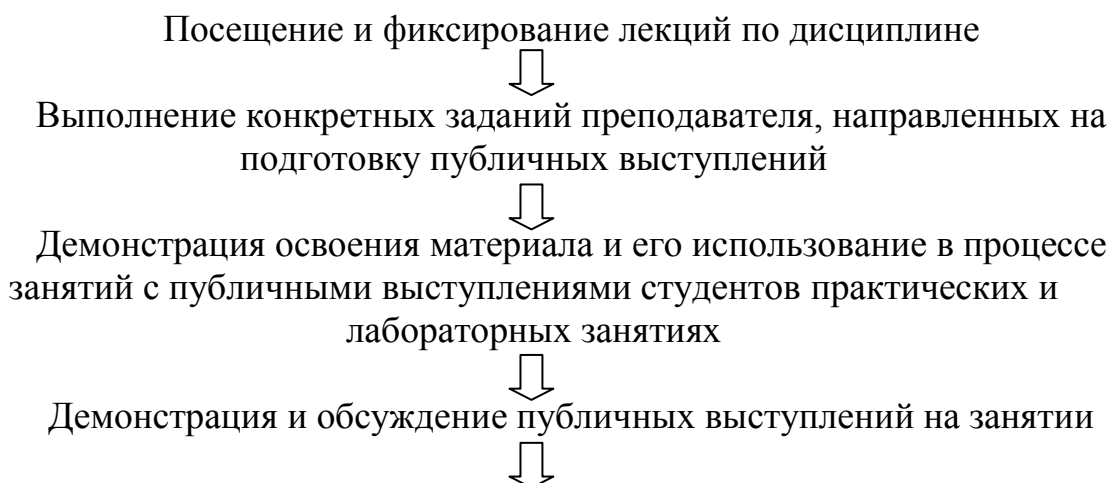 Посещение и фиксирование лекций по дисциплине
Выполнение конкретных заданий преподавателя, направленных на
подготовку публичных выступлений
Демонстрация освоения материала и его использование в процессе
занятий с публичными выступлениями студентов практических и
лабораторных занятиях
Демонстрация и обсуждение публичных выступлений на занятии